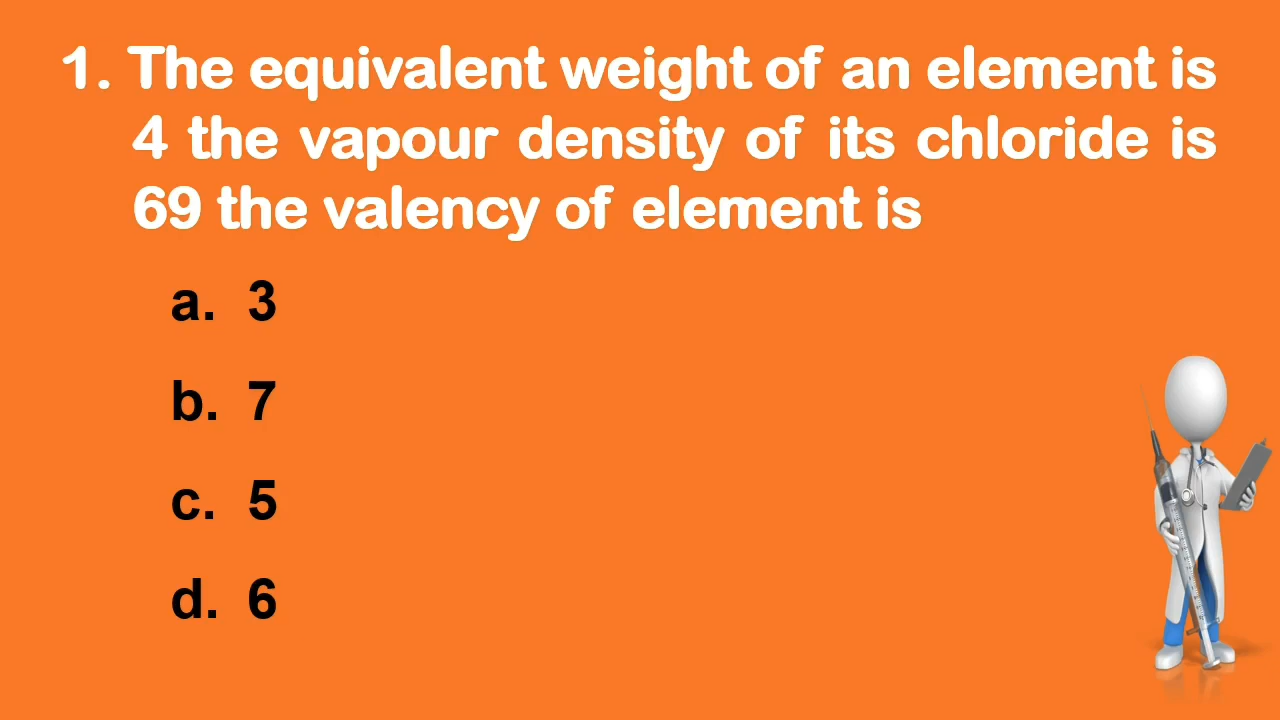 1. The equivalent weight of an element is
4 the vapour density of its chloride is
69 the valency of element is
a. 3
b. 7
c. 5
d. 6